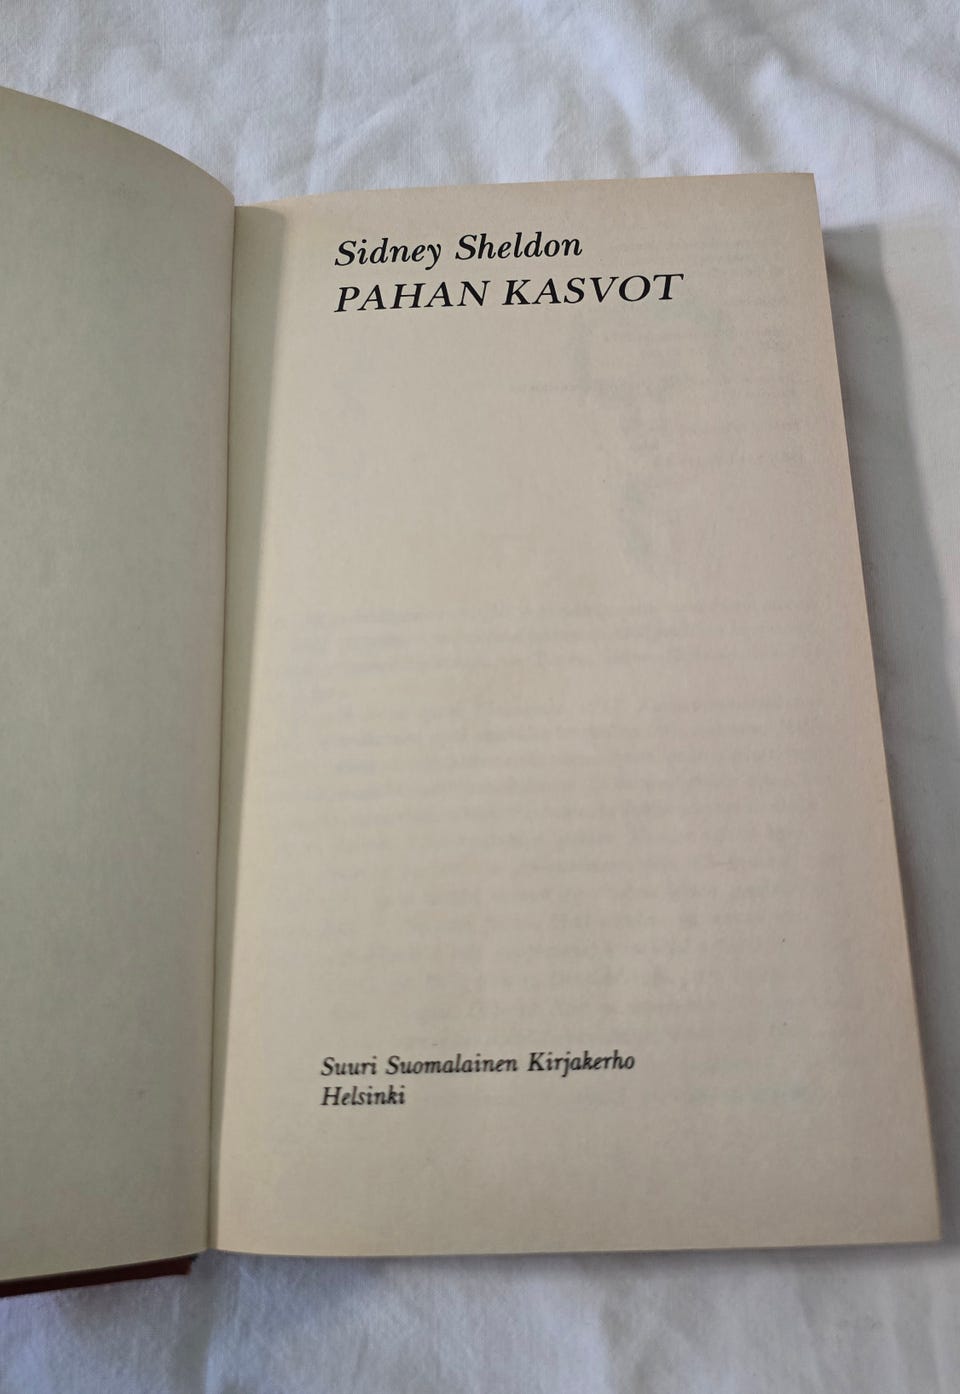 Sidney Sheldon
PAHAN KASVOT
Suuri Suomalainen Kirjakerho
Helsinki